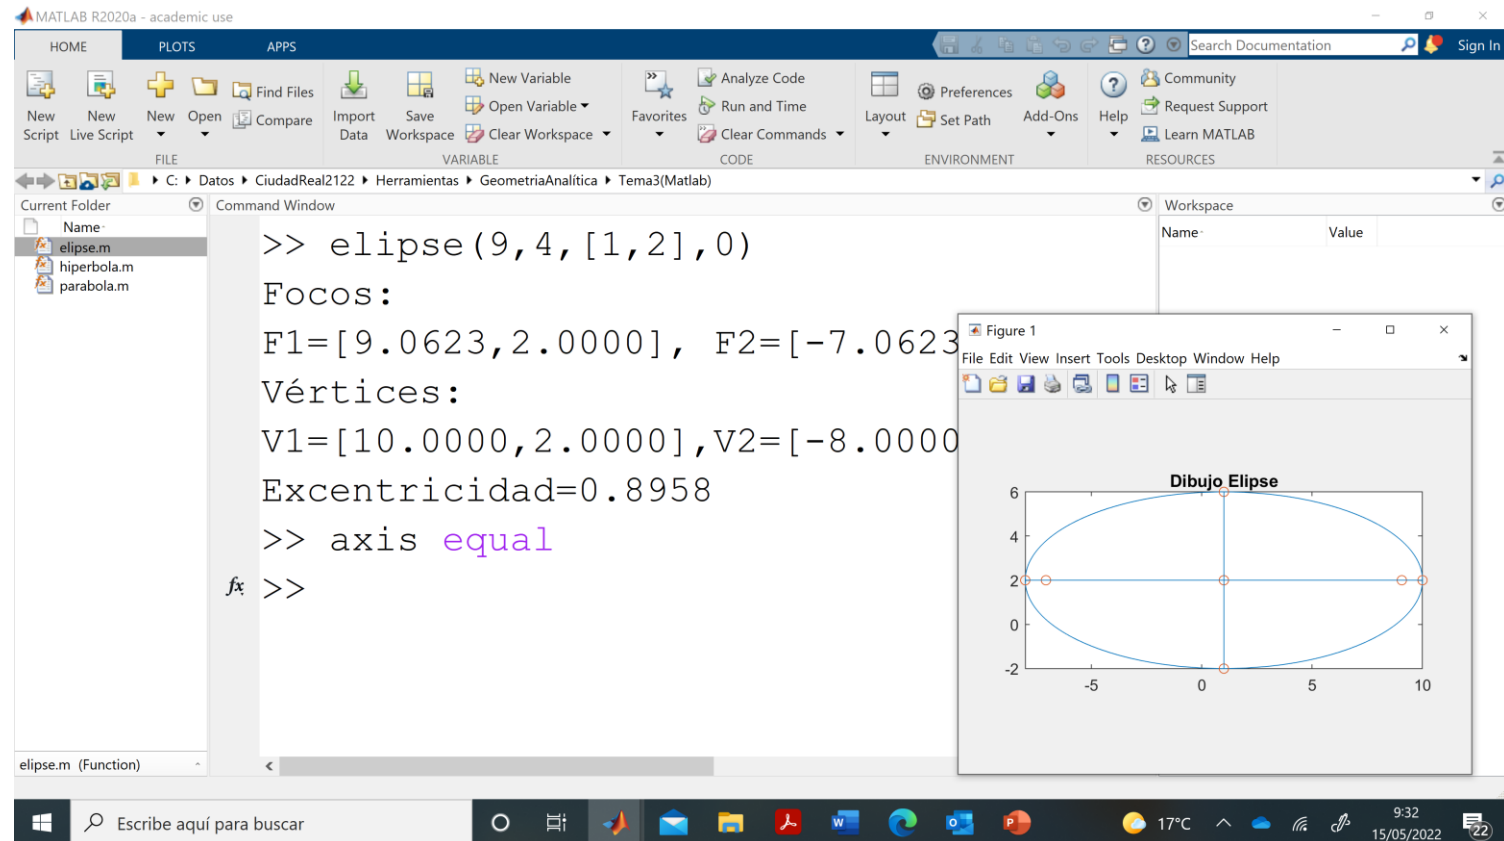 MATLAB R2020a - academic use
HOME PLOTS APPS
Search Documentation
Sign In
New Script
New Live Script
New
Open
Find Files
Compare
Import Data
Save Workspace
New Variable
Open Variable
Clear Workspace
Favorites
Analyze Code
Run and Time
Clear Commands
Layout
Preferences
Set Path
Add-Ons
Help
Community
Request Support
Learn MATLAB
FILE VARIABLE CODE ENVIRONMENT RESOURCES
C: Datos CiudadReal2122 Herramientas GeometriaAnalítica Tema3(Matlab)
Current Folder
Name
elipse.m
hiperbola.m
parabola.m
elipse.m (Function)
Command Window
>> elipse(9,4,[1,2],0)
Focos:
F1=[9.0623,2.0000], F2=[-7.0623
Vértices:
V1=[10.0000,2.0000],V2=[-8.0000
Excentricidad=0.8958
>> axis equal
fx >>
Workspace
Name Value
Figure 1
File Edit View Insert Tools Desktop Window Help
Dibujo Elipse
6
4
2
0
-2
-5 0 5 10
Escribe aquí para buscar
17°C
9:32
15/05/2022
22